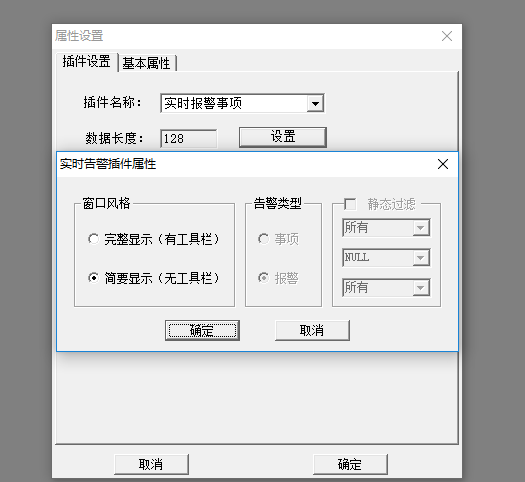 属性设置
插件设置 基本属性
插件名称： 实时报警事项
数据长度： 128 设置
实时告警插件属性
窗口风格 告警类型 静态过滤
所有
完整显示（有工具栏） 事项
NULL
简要显示（无工具栏） 报警
所有
确定 取消
取消 确定